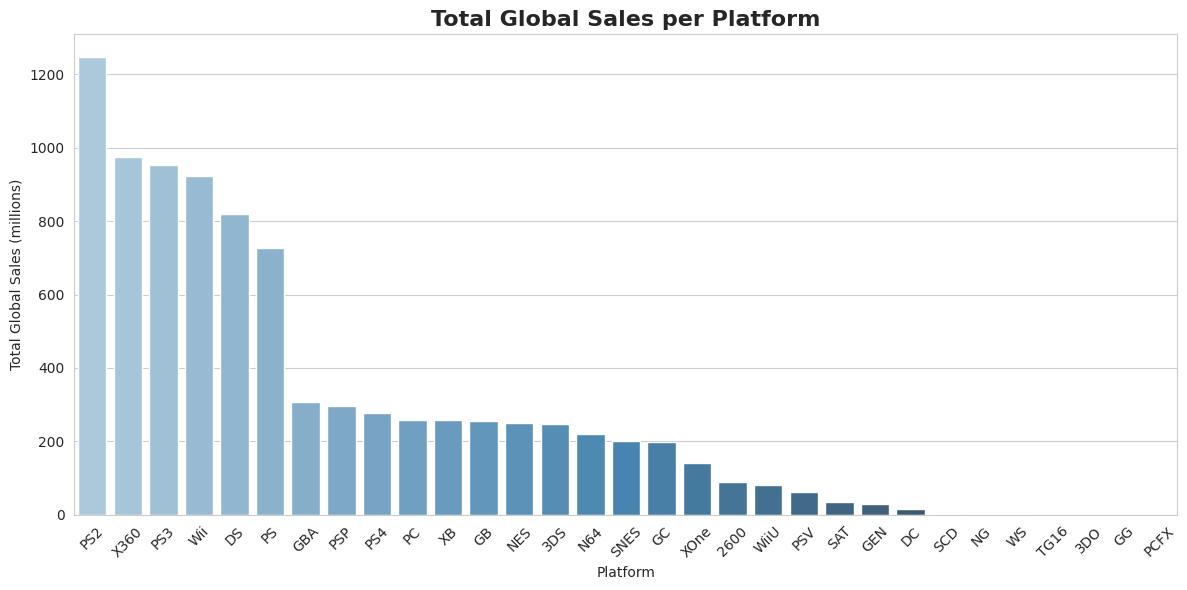 Total Global Sales per Platform
Total Global Sales (millions)
1200
1000
800
600
400
200
0
PS2 X360 PS3 Wii DS PS GBA PSP PS4 PC XB GB NES 3DS N64 SNES GC XOne 2600 WiiU PSV SAT GEN DC SCD NG WS TG16 3DO GG PCFX
Platform